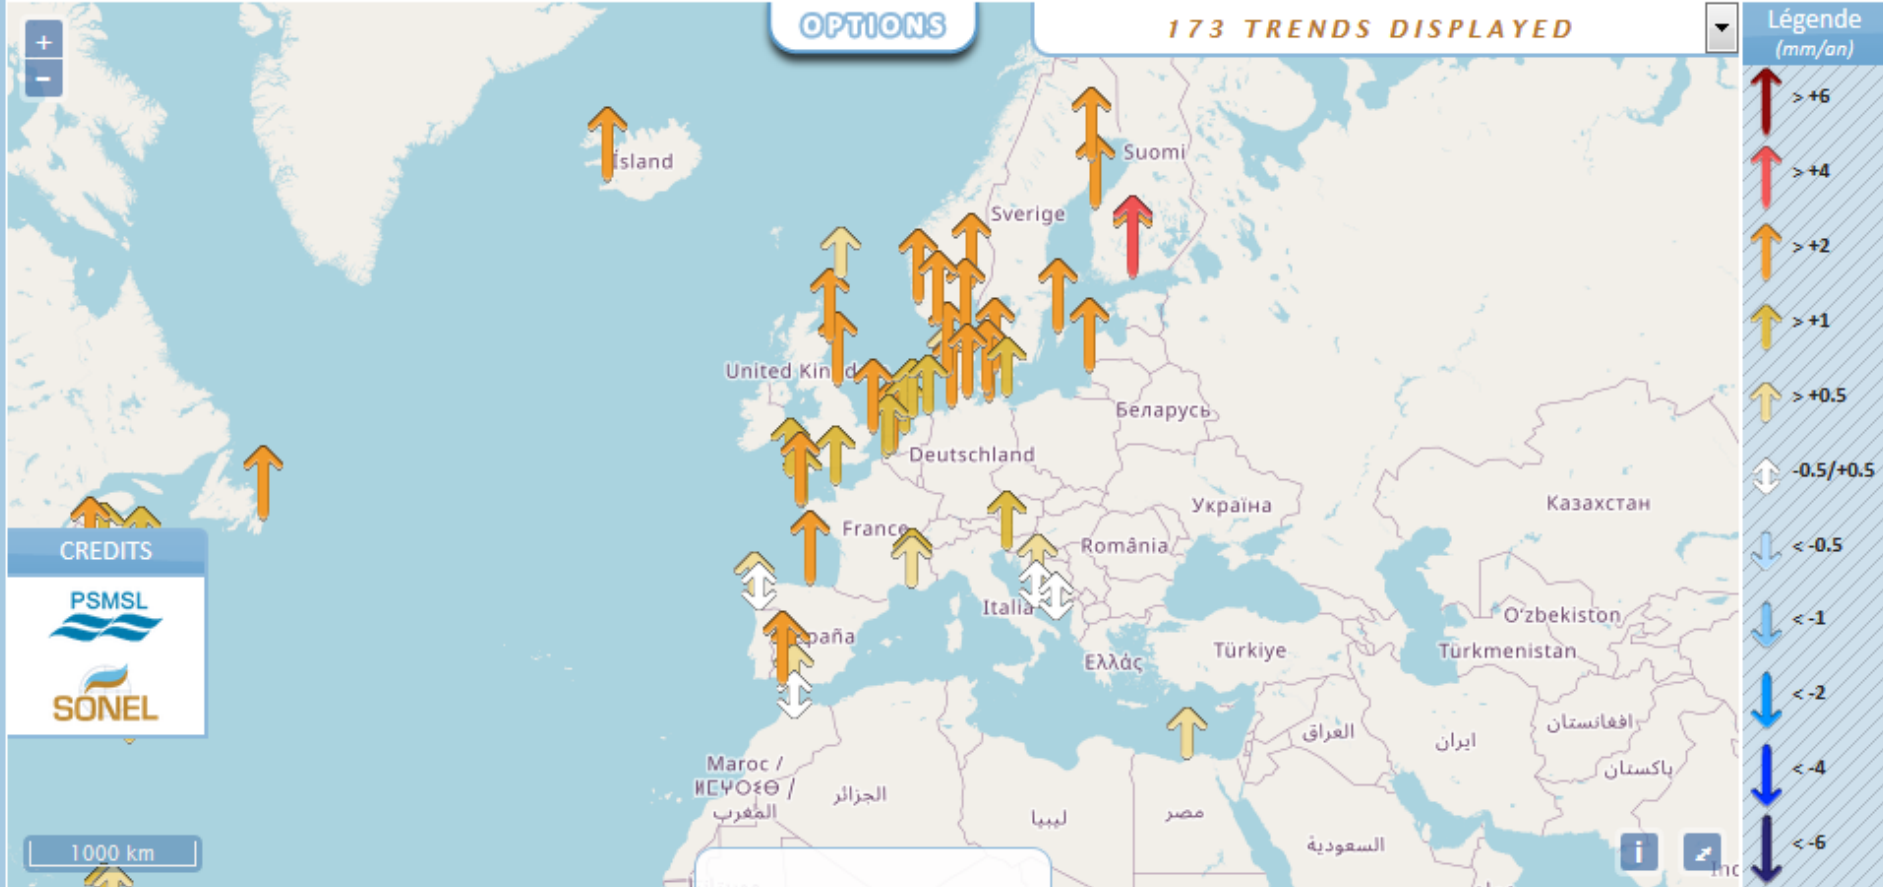 +
−
OPTIONS
173 TRENDS DISPLAYED
Légende
(mm/an)
> +6
> +4
> +2
> +1
> +0.5
-0.5/+0.5
< -0.5
< -1
< -2
< -4
< -6
Ísland
Suomi
Sverige
United Kin d
Беларусь
Deutschland
Україна
Казахстан
France
România
Italia
O'zbekiston
paña
Ελλάς
Türkiye
Türkmenistan
افغانستان
العراق
ایران
پاکستان
Maroc /
ⵍⵎⵖⵔⵉⴱ /
المغرب
الجزائر
ليبيا
مصر
السعودية
CREDITS
PSMSL
SONEL
1000 km
i